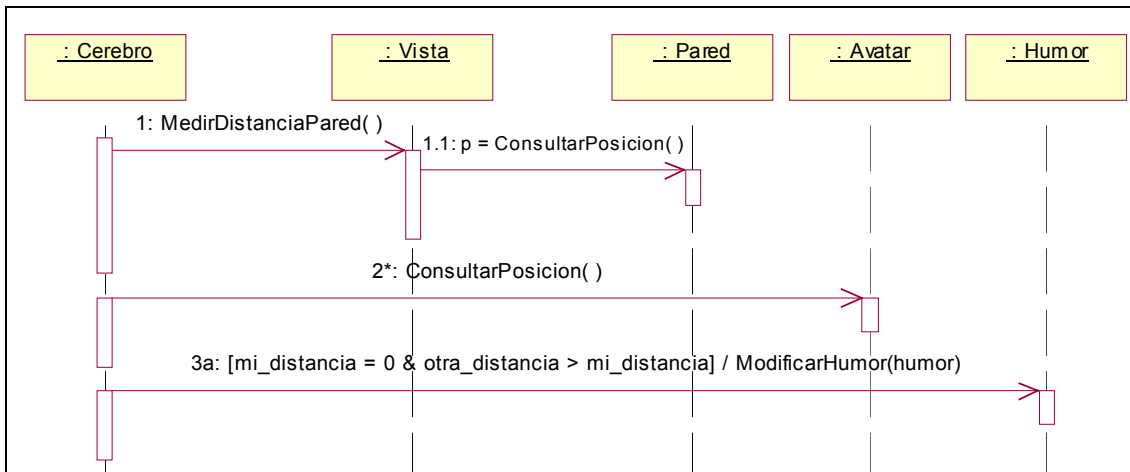 : Cerebro
: Vista
: Pared
: Avatar
: Humor
1: MedirDistanciaPared( )
1.1: p = ConsultarPosicion( )
2*: ConsultarPosicion( )
3a: [mi_distancia = 0 & otra_distancia > mi_distancia] / ModificarHumor(humor)